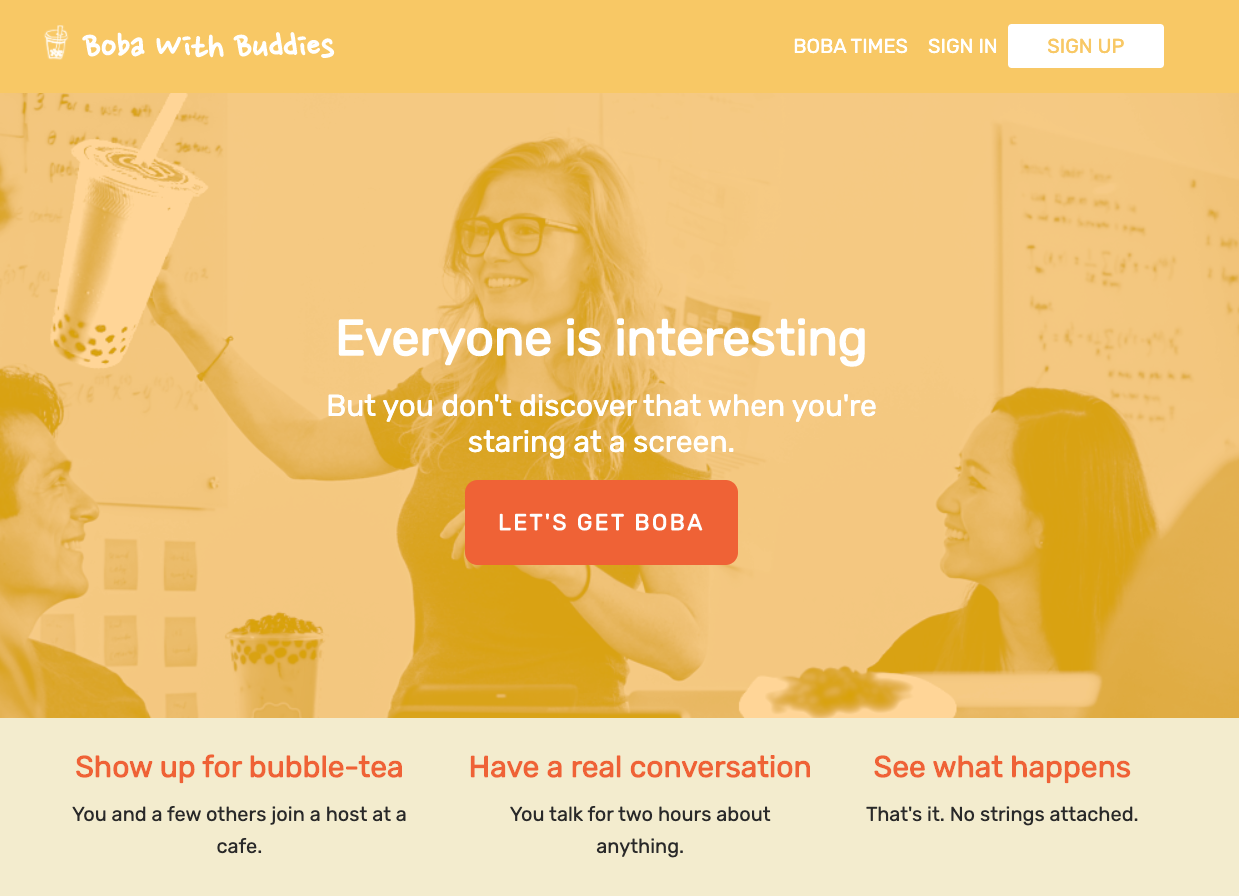 Boba With Buddies
BOBA TIMES SIGN IN SIGN UP
Everyone is interesting
But you don't discover that when you're
staring at a screen.
LET'S GET BOBA
Show up for bubble-tea
You and a few others join a host at a
cafe.
Have a real conversation
You talk for two hours about
anything.
See what happens
That's it. No strings attached.